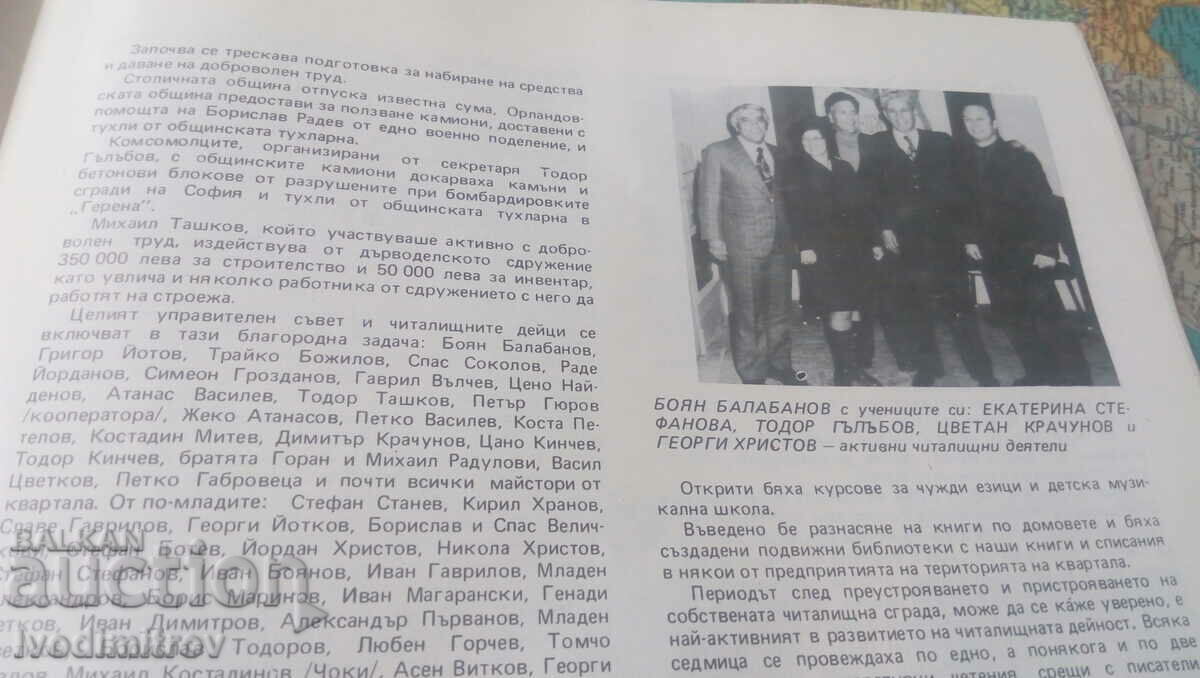 Започва се трескава подготовка за набиране на средства
и даване на доброволен труд.
Столичната община отпуска известна сума, Орландов-
ската община предостави за ползване камиони, доставени с
помощта на Борислав Радев от едно военно поделение, и
тухли от общинската тухларна.
Комсомолците, организирани от секретаря Тодор
Гълъбов, с общинските камиони докарваха камъни и
бетонови блокове от разрушените при бомбардировките
сгради на София и тухли от общинската тухларна в
„Герена".
Михаил Ташков, който участвуваше активно с добро-
волен труд, издействува от дърводелското сдружение
350 000 лева за строителство и 50 000 лева за инвентар,
като увлича и няколко работника от сдружението с него да
работят на строежа.
Целият управителен съвет и читалищните дейци се
включват в тази благородна задача: Боян Балабанов,
Григор Йотов, Трайко Божилов, Спас Соколов, Раде
Йорданов, Симеон Грозданов, Гаврил Вълчев, Цено Най-
денов, Атанас Василев, Тодор Ташков, Петър Гюров
/кооператора/, Жеко Атанасов, Петко Василев, Коста Пе-
тепов, Костадин Митев, Димитър Крачунов, Цано Кинчев,
Тодор Кинчев, братята Горан и Михаил Радулови, Васил
Цветков, Петко Габровеца и почти всички майстори от
квартала. От по-младите: Стефан Станев, Кирил Хранов,
Славе Гаврилов, Георги Йотков, Борислав и Спас Велич-
Стефан Бочев, Йордан Христов, Никола Христов,
Стефан Стефанов, Иван Боянов, Иван Гаврилов, Младен
Александров, Борис Маринов, Иван Магарански, Генади
Цветков, Иван Димитров, Александър Първанов, Младен
Тодоров, Любен Горчев, Томчо
Михаил Костадинов /Чоки/, Асен Витков, Георги
БОЯН БАЛАБАНОВ с учениците си: ЕКАТЕРИНА СТЕ-
ФАНОВА, ТОДОР ГЪЛЪБОВ, ЦВЕТАН КРАЧУНОВ и
ГЕОРГИ ХРИСТОВ — активни читалищни деятели
Открити бяха курсове за чужди езици и детска музи-
кална школа.
Въведено бе разнасяне на книги по домовете и бяха
създадени подвижни библиотеки с наши книги и списания
в някои от предприятията на територията на квартала.
Периодът след преустрояването и пристрояването на
собствената читалищна сграда, може да се каже уверено, е
най-активният в развитието на читалищната дейност. Всяка
седмица се провеждаха по едно, а понякога и по две
четения, срещи с писатели
BALKAN
auction
Ivodimitrov